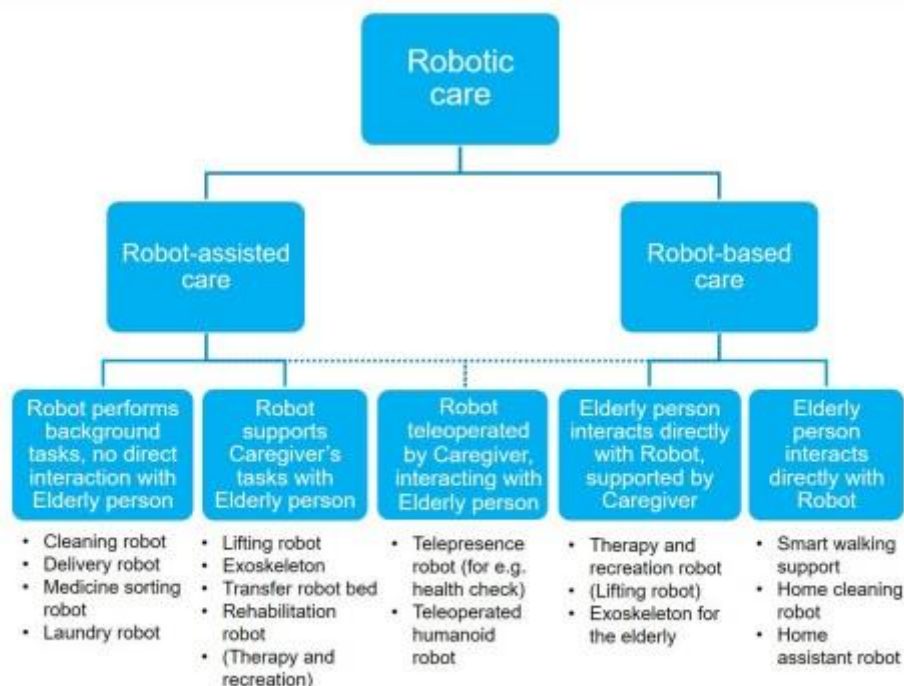 Robotic
care
Robot-assisted
care
Robot-based
care
Robot performs
background
tasks, no direct
interaction with
Elderly person
Robot
supports
Caregiver's
tasks with
Elderly person
Robot
teleoperated
by Caregiver,
interacting with
Elderly person
Elderly person
interacts directly
with Robot,
supported by
Caregiver
Elderly
person
interacts
directly with
Robot
• Cleaning robot
• Delivery robot
• Medicine sorting
robot
• Laundry robot
• Lifting robot
• Exoskeleton
• Transfer robot bed
• Rehabilitation
robot
• (Therapy and
recreation)
• Telepresence
robot (for e.g.
health check)
• Teleoperated
humanoid
robot
• Therapy and
recreation robot
• (Lifting robot)
• Exoskeleton for
the elderly
• Smart walking
support
• Home cleaning
robot
• Home
assistant robot